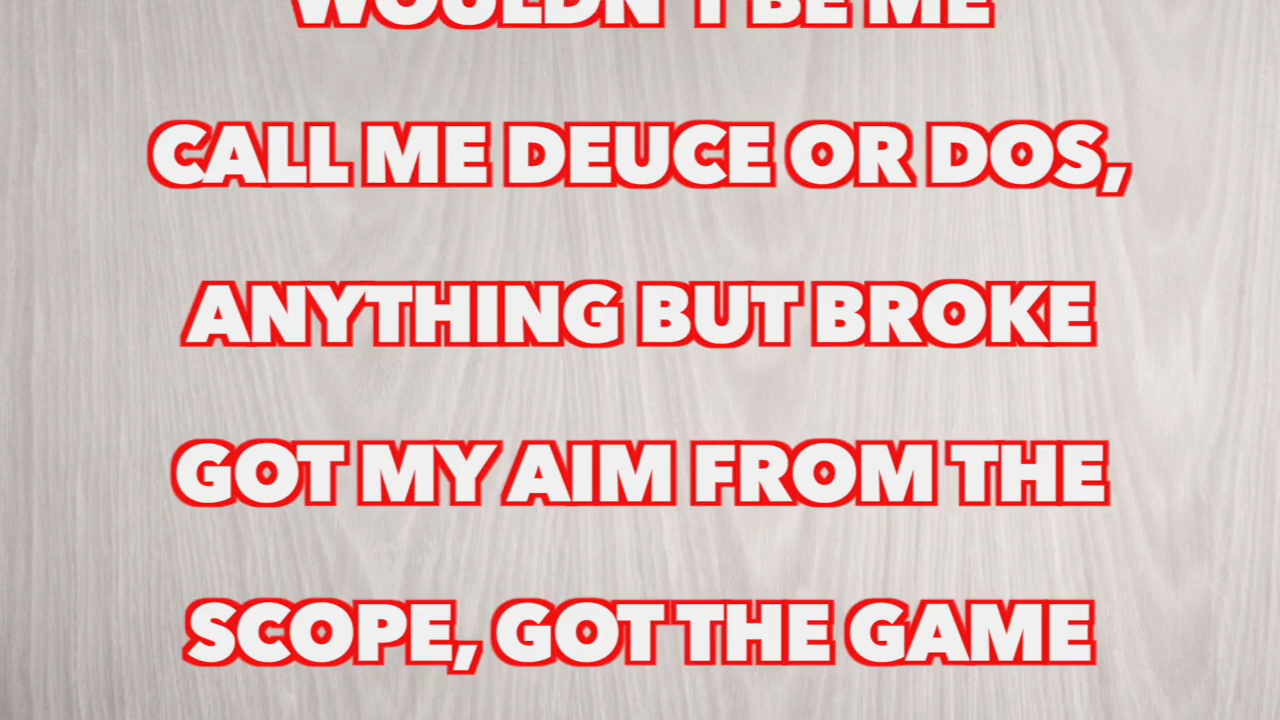 WOULDN'T BE ME
CALL ME DEUCE OR DOS,
ANYTHING BUT BROKE
GOT MY AIM FROM THE
SCOPE, GOT THE GAME